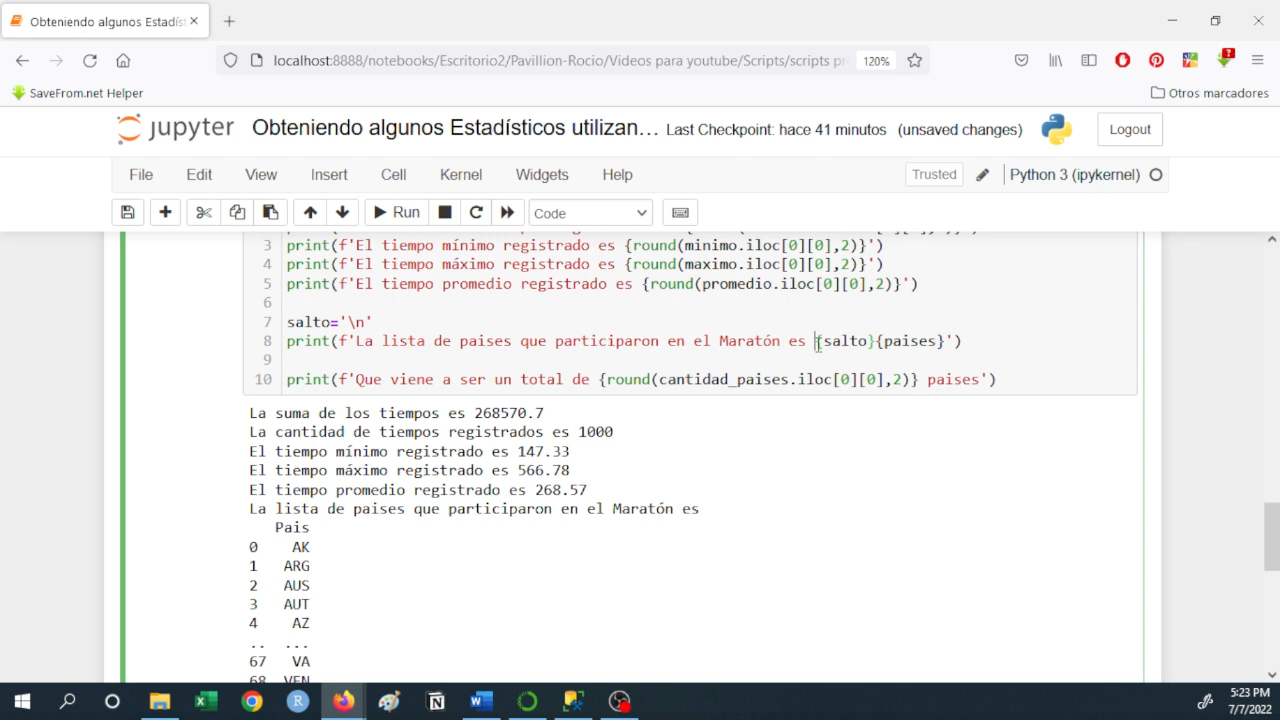 Obteniendo algunos Estadíst
localhost:8888/notebooks/Escritorio2/Pavillion-Rocio/Videos para youtube/Scripts/scripts pr
120%
?
SaveFrom.net Helper
Otros marcadores
jupyter
Obteniendo algunos Estadísticos utilizan… Last Checkpoint: hace 41 minutos (unsaved changes)
Logout
File Edit View Insert Cell Kernel Widgets Help
Trusted
Python 3 (ipykernel)
Run
Code
3 print(f'El tiempo mínimo registrado es {round(minimo.iloc[0][0],2)}')
4 print(f'El tiempo máximo registrado es {round(maximo.iloc[0][0],2)}')
5 print(f'El tiempo promedio registrado es {round(promedio.iloc[0][0],2)}')
6
7 salto='\n'
8 print(f'La lista de paises que participaron en el Maratón es {salto}{paises}')
9
10 print(f'Que viene a ser un total de {round(cantidad_paises.iloc[0][0],2)} paises')
La suma de los tiempos es 268570.7
La cantidad de tiempos registrados es 1000
El tiempo mínimo registrado es 147.33
El tiempo máximo registrado es 566.78
El tiempo promedio registrado es 268.57
La lista de paises que participaron en el Maratón es
Pais
0 AK
1 ARG
2 AUS
3 AUT
4 AZ
.. ...
67 VA
68 VEN
5:23 PM
7/7/2022